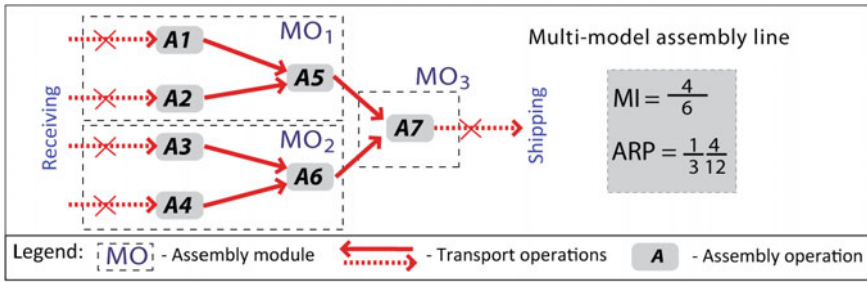 MO1
Multi-model assembly line
A1
A5
A2
MO3
MI = 4/6
Receiving
A7
Shipping
MO2
ARP = 1/3 4/12
A3
A6
A4
Legend: MO - Assembly module - Transport operations A - Assembly operation